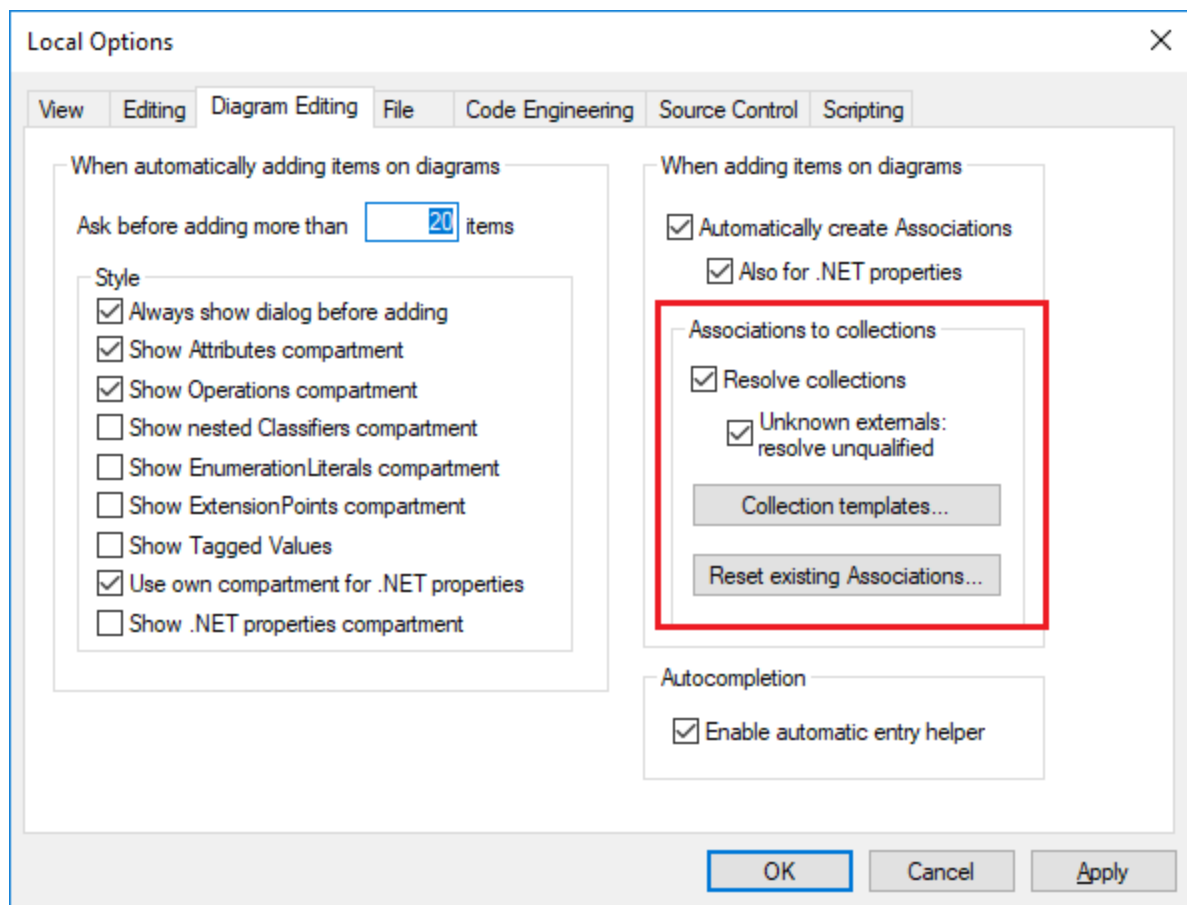 Local Options
View Editing Diagram Editing File Code Engineering Source Control Scripting
When automatically adding items on diagrams
Ask before adding more than 20 items
Style
Always show dialog before adding
Show Attributes compartment
Show Operations compartment
Show nested Classifiers compartment
Show EnumerationLiterals compartment
Show ExtensionPoints compartment
Show Tagged Values
Use own compartment for .NET properties
Show .NET properties compartment
When adding items on diagrams
Automatically create Associations
Also for .NET properties
Associations to collections
Resolve collections
Unknown externals:
resolve unqualified
Collection templates...
Reset existing Associations...
Autocompletion
Enable automatic entry helper
OK Cancel Apply